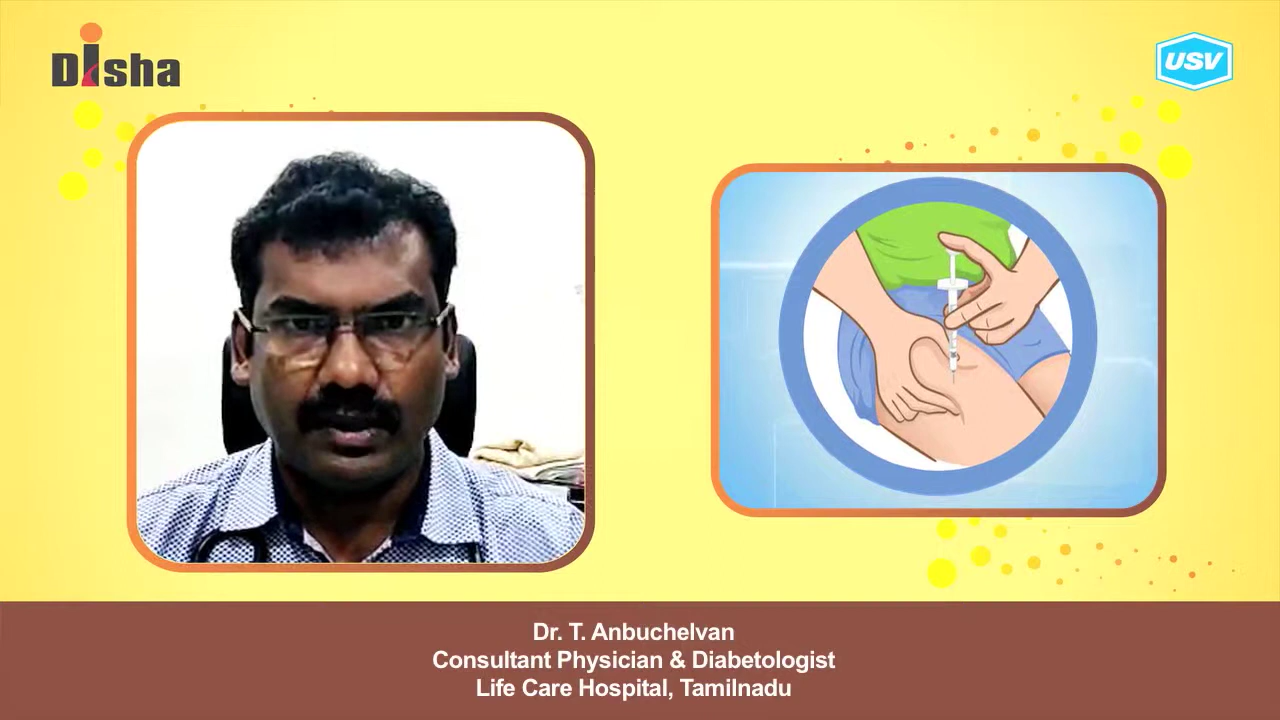 Disha
USV
Dr. T. Anbuchelvan
Consultant Physician & Diabetologist
Life Care Hospital, Tamilnadu